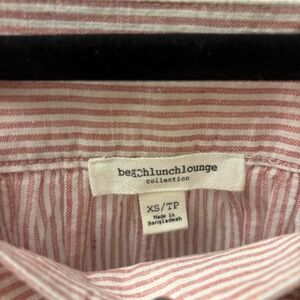 beachlunchlounge
collection
XS/TP
Made in
Bangladesh